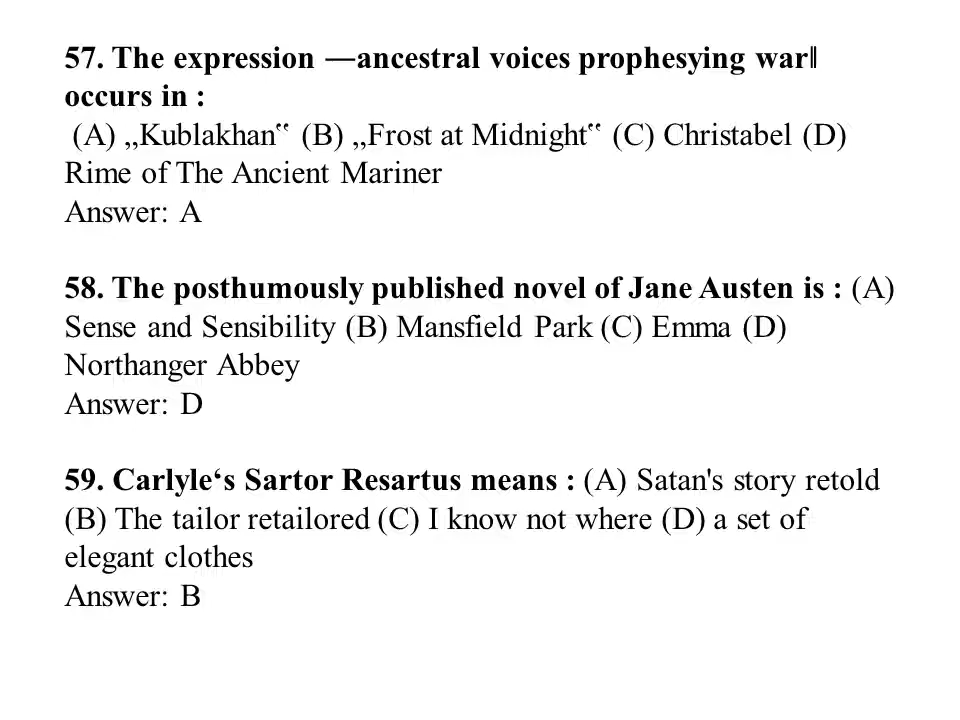 57. The expression ―ancestral voices prophesying war‖
occurs in :
(A) „Kublakhan‟ (B) „Frost at Midnight‟ (C) Christabel (D)
Rime of The Ancient Mariner
Answer: A
58. The posthumously published novel of Jane Austen is : (A)
Sense and Sensibility (B) Mansfield Park (C) Emma (D)
Northanger Abbey
Answer: D
59. Carlyle‘s Sartor Resartus means : (A) Satan's story retold
(B) The tailor retailored (C) I know not where (D) a set of
elegant clothes
Answer: B